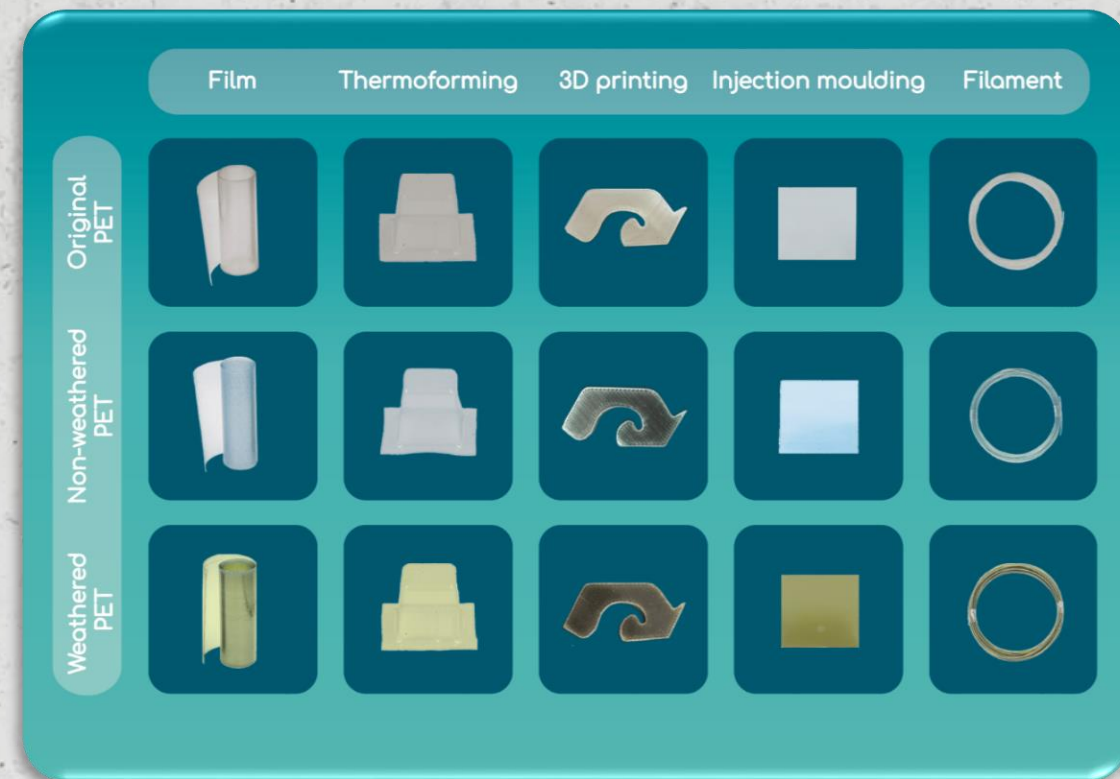 Film Thermoforming 3D printing Injection moulding Filament
Original
PET
Non-weathered
PET
Weathered
PET